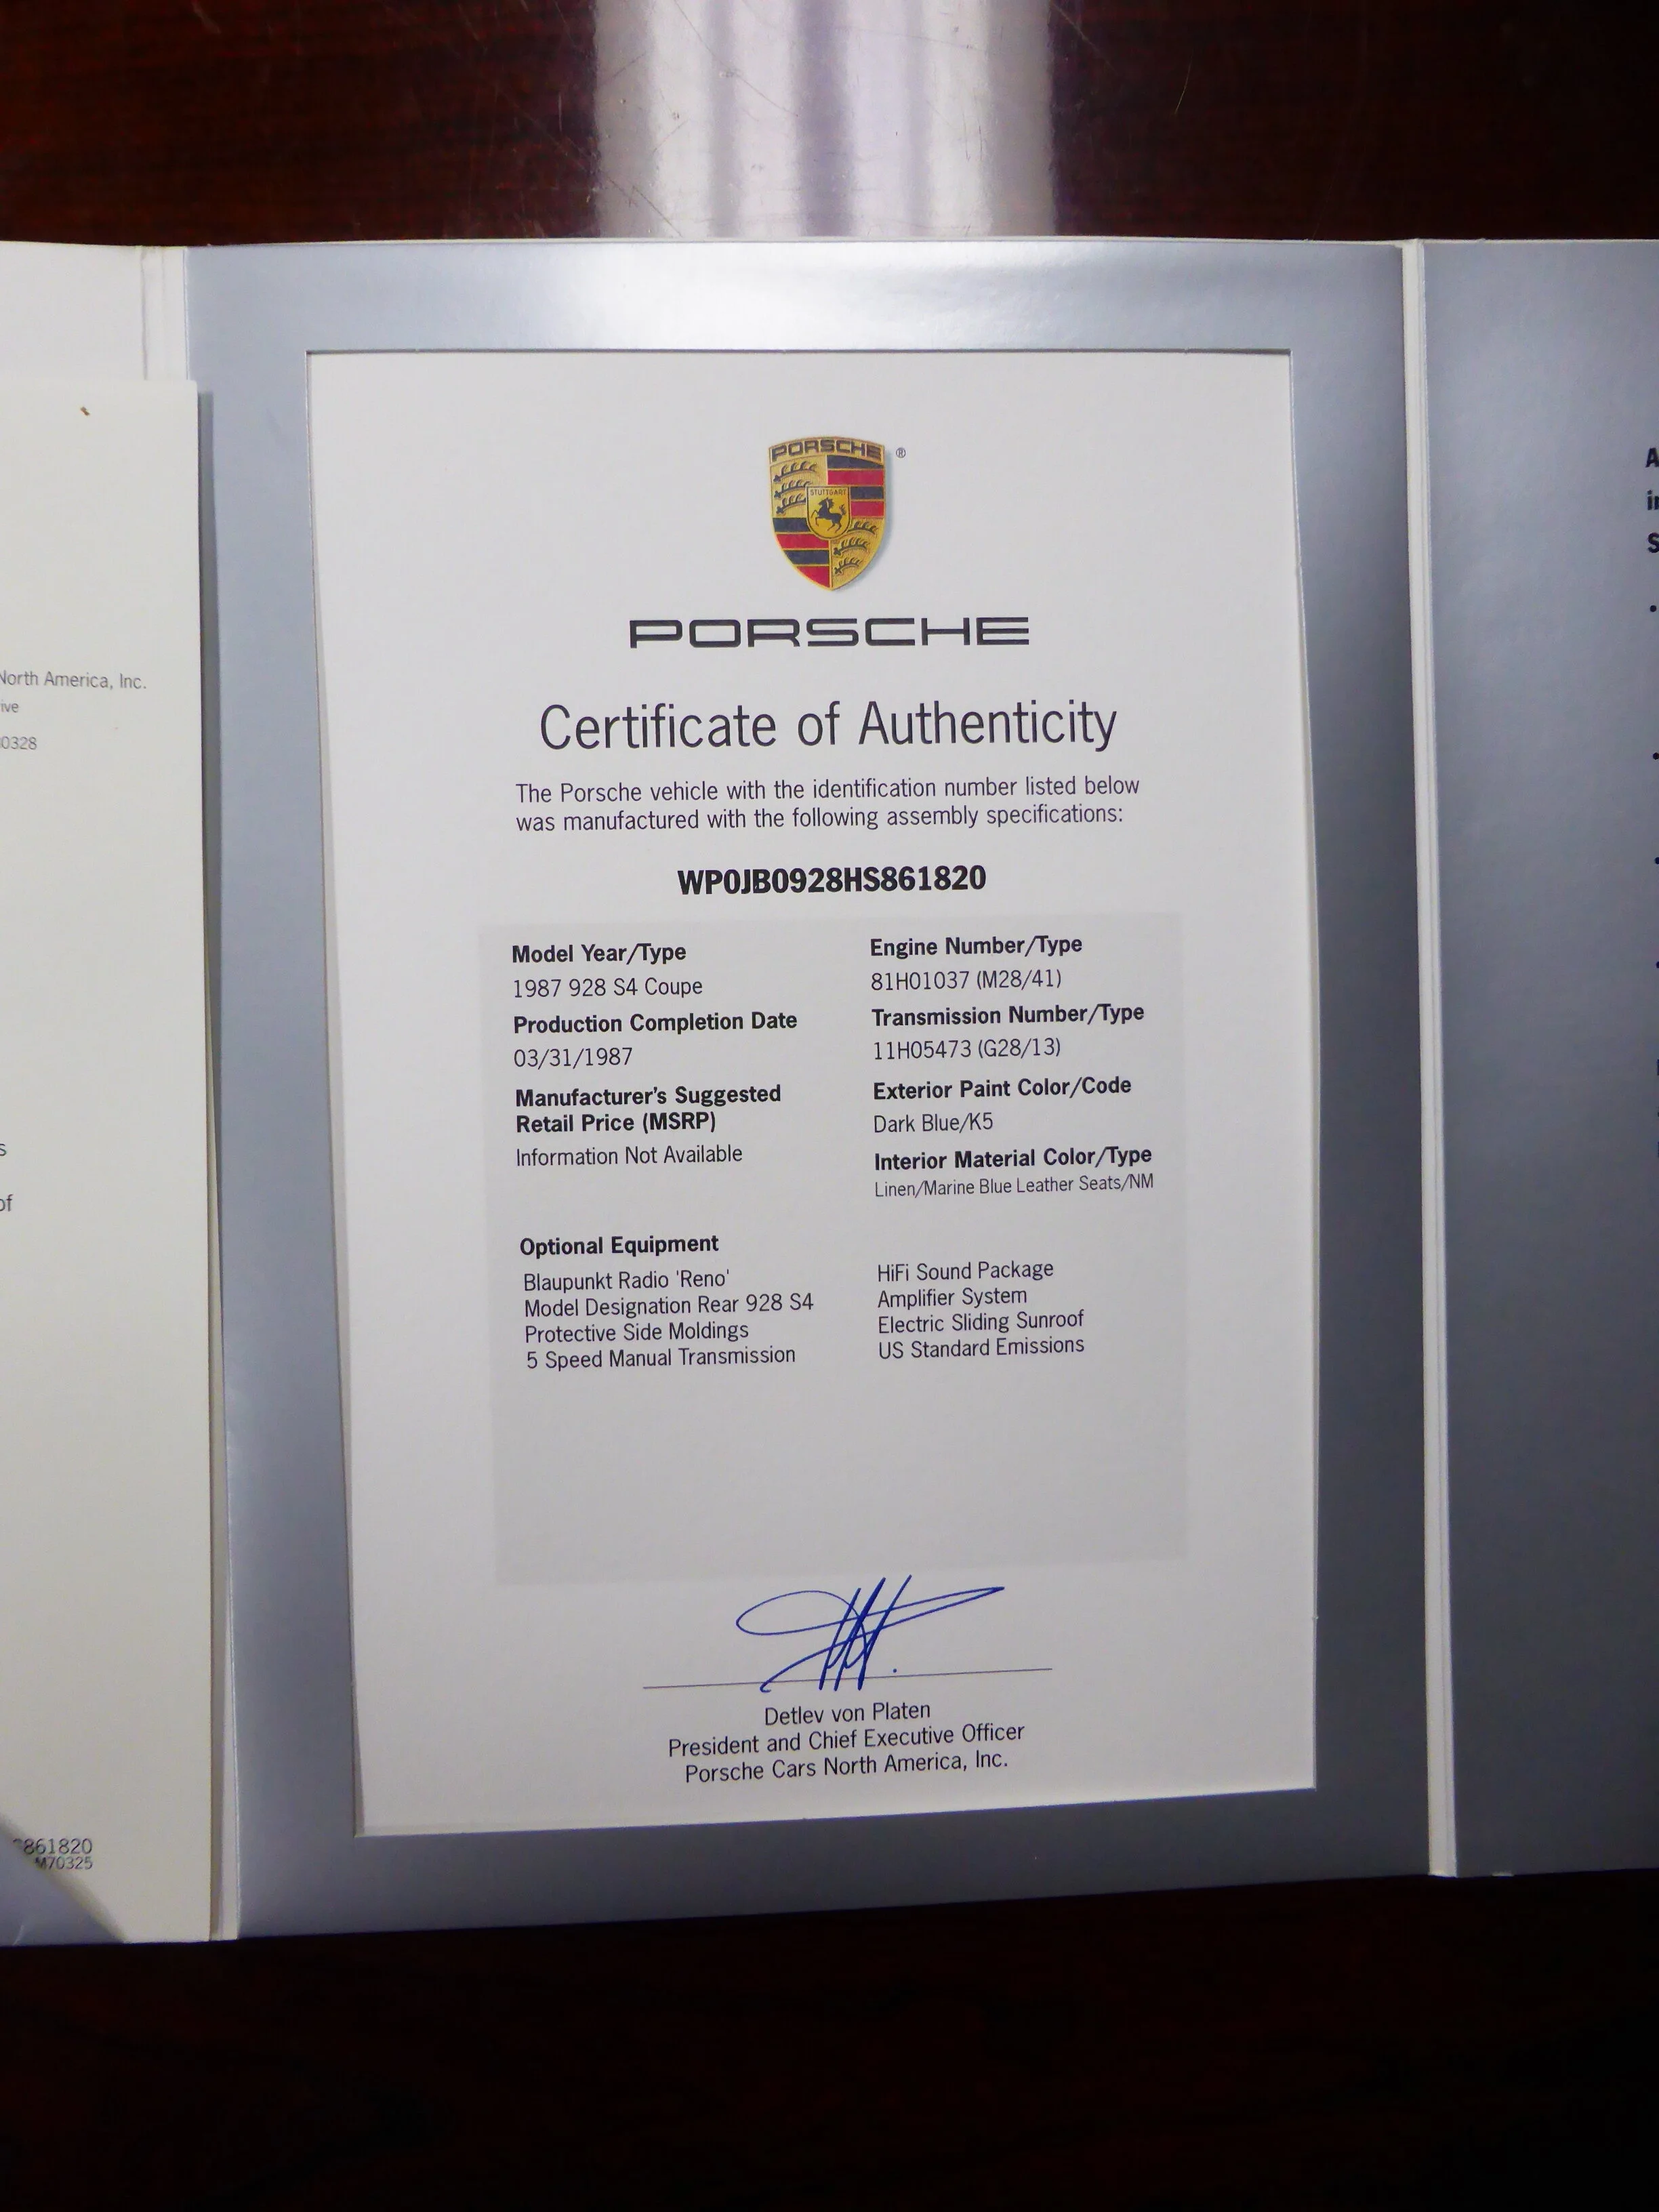 North America, Inc.
ive
0328
s
of
861820
M70325
PORSCHE
®
STUTTGART
PORSCHE
Certificate of Authenticity
The Porsche vehicle with the identification number listed below
was manufactured with the following assembly specifications:
WP0JB0928HS861820
Model Year/Type
1987 928 S4 Coupe
Production Completion Date
03/31/1987
Manufacturer's Suggested
Retail Price (MSRP)
Information Not Available
Engine Number/Type
81H01037 (M28/41)
Transmission Number/Type
11H05473 (G28/13)
Exterior Paint Color/Code
Dark Blue/K5
Interior Material Color/Type
Linen/Marine Blue Leather Seats/NM
Optional Equipment
Blaupunkt Radio 'Reno'
Model Designation Rear 928 S4
Protective Side Moldings
5 Speed Manual Transmission
HiFi Sound Package
Amplifier System
Electric Sliding Sunroof
US Standard Emissions
Detlev von Platen
President and Chief Executive Officer
Porsche Cars North America, Inc.
A
S